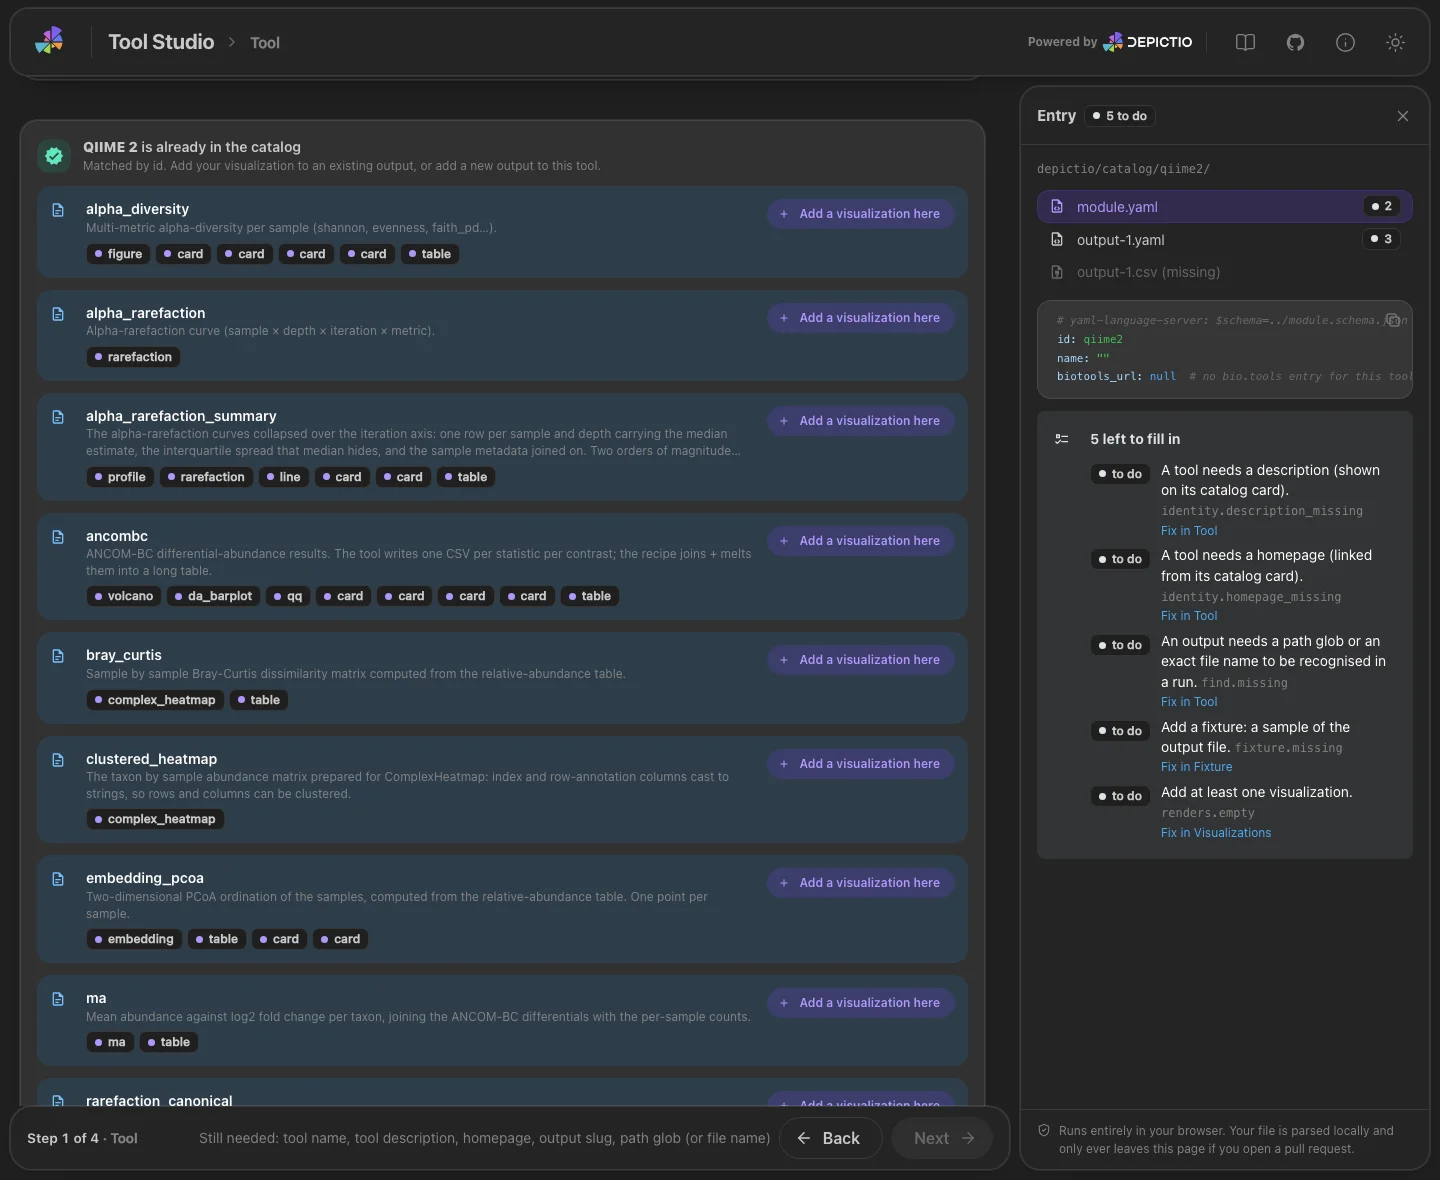 Tool Studio > Tool
Powered by DEPICTIO
QIIME 2 is already in the catalog
Matched by id. Add your visualization to an existing output, or add a new output to this tool.
alpha_diversity
Multi-metric alpha-diversity per sample (shannon, evenness, faith_pd...).
figure card card card card table
+ Add a visualization here
alpha_rarefaction
Alpha-rarefaction curve (sample × depth × iteration × metric).
rarefaction
+ Add a visualization here
alpha_rarefaction_summary
The alpha-rarefaction curves collapsed over the iteration axis: one row per sample and depth carrying the median
estimate, the interquartile spread that median hides, and the sample metadata joined on. Two orders of magnitude...
profile rarefaction line card card table
+ Add a visualization here
ancombc
ANCOM-BC differential-abundance results. The tool writes one CSV per statistic per contrast; the recipe joins + melts
them into a long table.
volcano da_barplot qq card card card card table
+ Add a visualization here
bray_curtis
Sample by sample Bray-Curtis dissimilarity matrix computed from the relative-abundance table.
complex_heatmap table
+ Add a visualization here
clustered_heatmap
The taxon by sample abundance matrix prepared for ComplexHeatmap: index and row-annotation columns cast to
strings, so rows and columns can be clustered.
complex_heatmap
+ Add a visualization here
embedding_pcoa
Two-dimensional PCoA ordination of the samples, computed from the relative-abundance table. One point per
sample.
embedding table card card
+ Add a visualization here
ma
Mean abundance against log2 fold change per taxon, joining the ANCOM-BC differentials with the per-sample counts.
ma table
+ Add a visualization here
rarefaction_canonical
+ Add a visualization here
Step 1 of 4 · Tool
Still needed: tool name, tool description, homepage, output slug, path glob (or file name)
Back
Next
Entry 5 to do
depictio/catalog/qiime2/
module.yaml 2
output-1.yaml 3
output-1.csv (missing)
# yaml-language-server: $schema=../module.schema.json
id: qiime2
name: ""
biotools_url: null # no bio.tools entry for this tool
5 left to fill in
to do A tool needs a description (shown
on its catalog card).
identity.description_missing
Fix in Tool
to do A tool needs a homepage (linked
from its catalog card).
identity.homepage_missing
Fix in Tool
to do An output needs a path glob or an
exact file name to be recognised in
a run. find.missing
Fix in Tool
to do Add a fixture: a sample of the
output file. fixture.missing
Fix in Fixture
to do Add at least one visualization.
renders.empty
Fix in Visualizations
Runs entirely in your browser. Your file is parsed locally and
only ever leaves this page if you open a pull request.